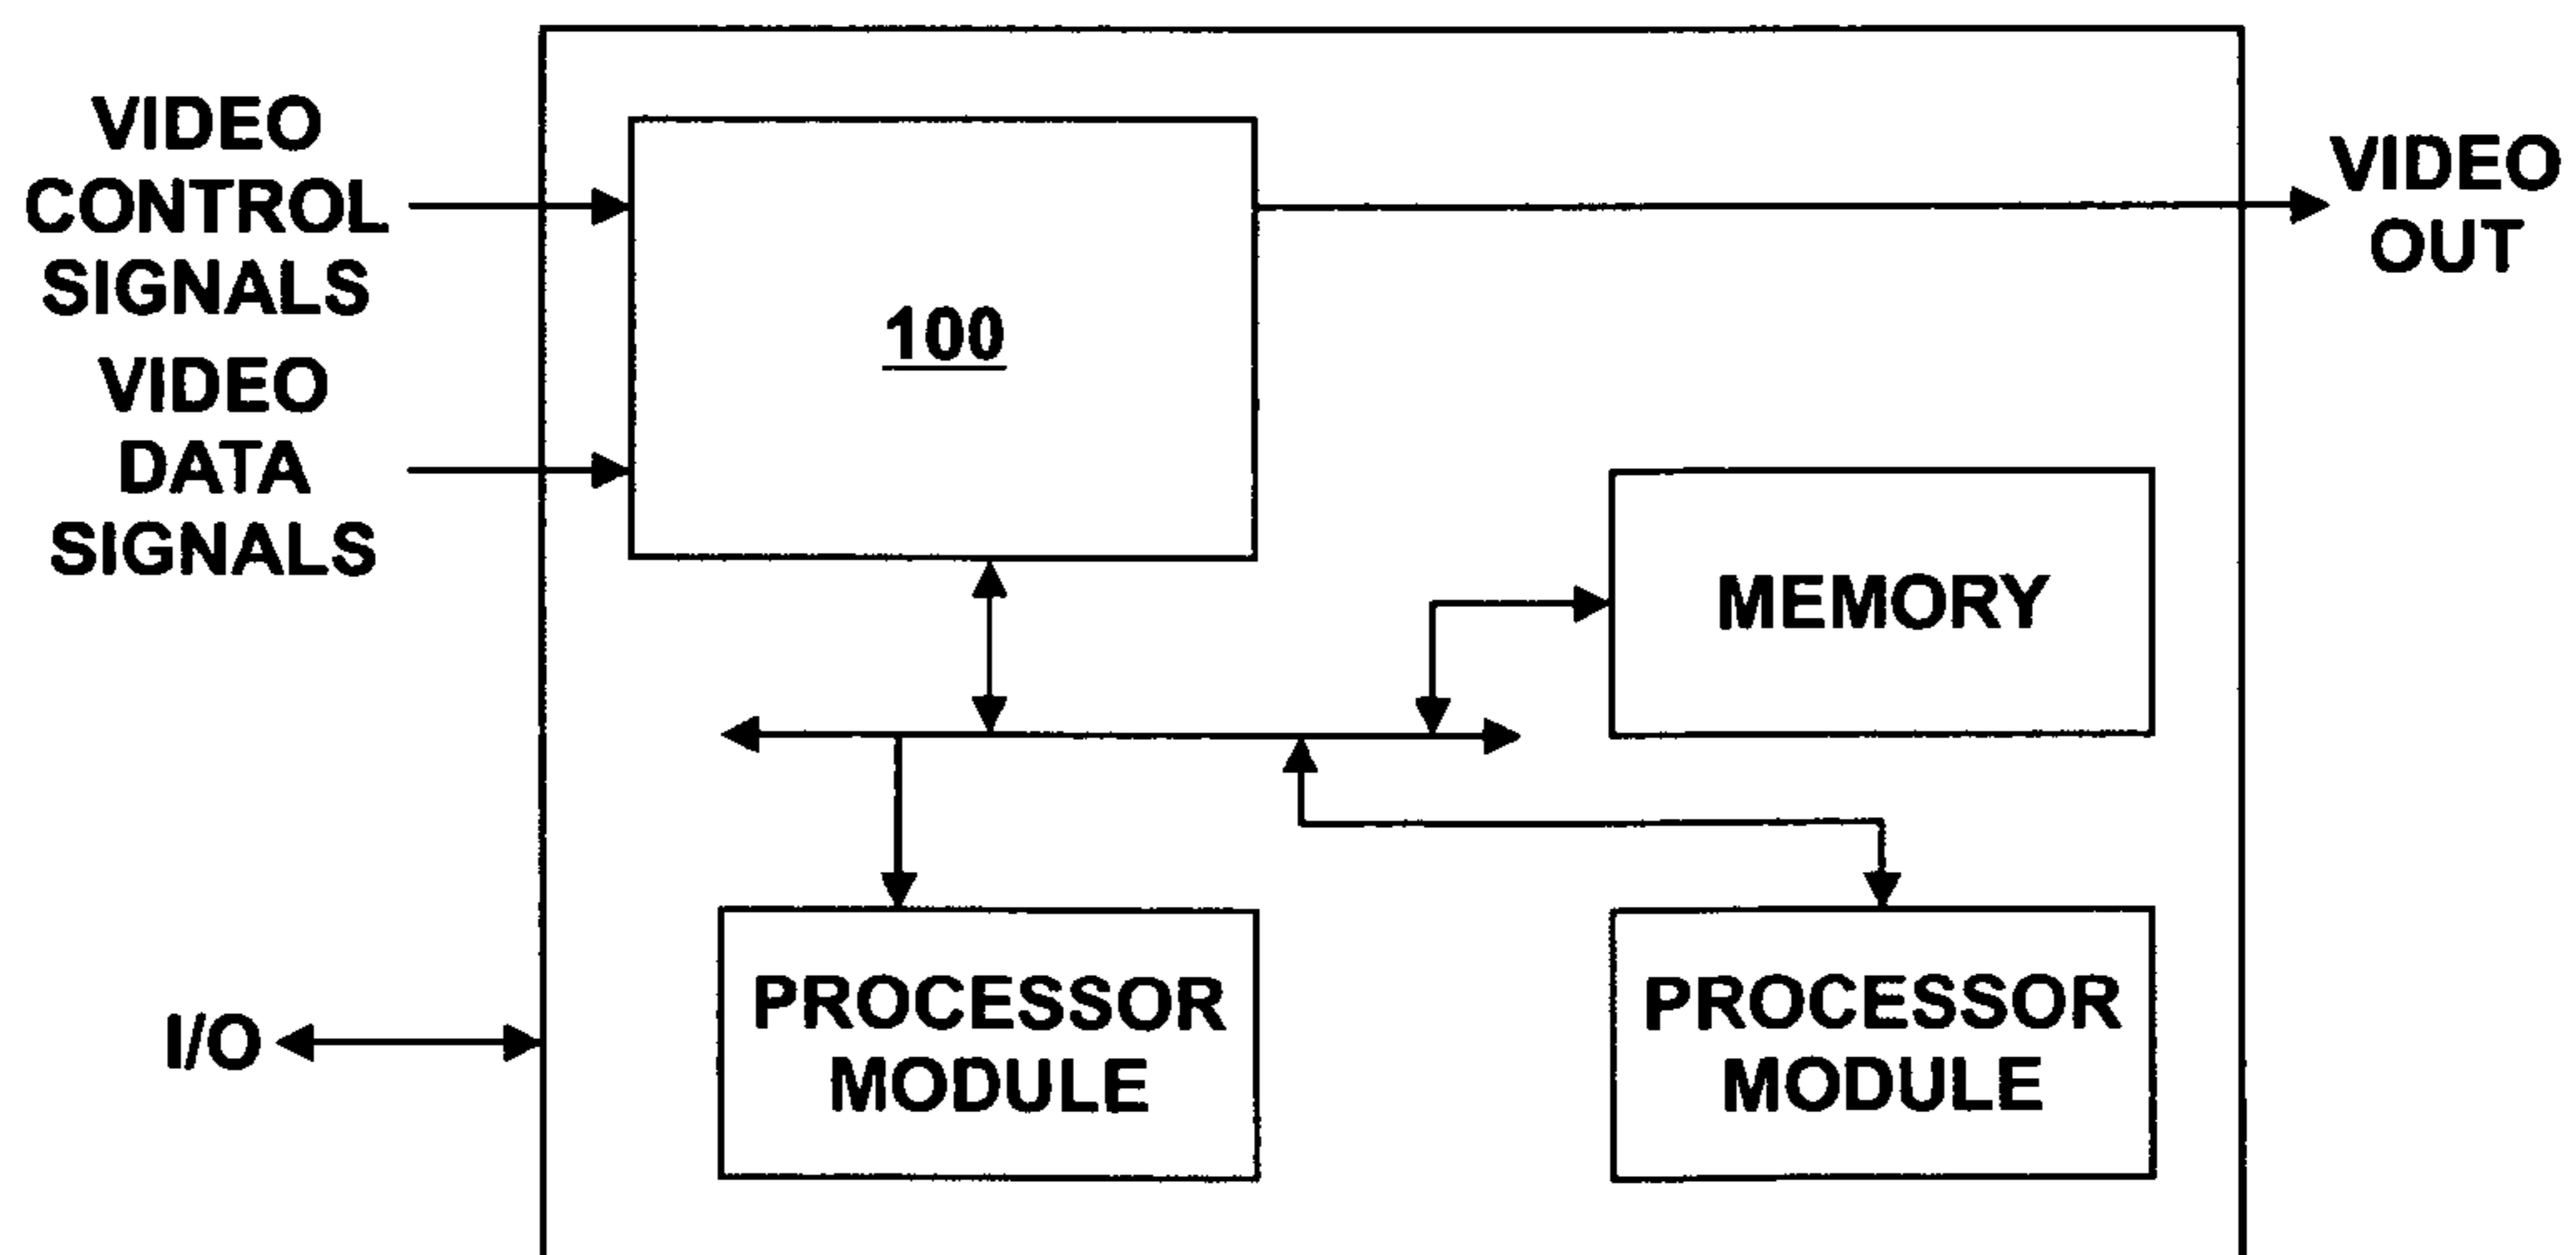 VIDEO
CONTROL
SIGNALS
VIDEO
DATA
SIGNALS
100
VIDEO
OUT
MEMORY
I/O
PROCESSOR
MODULE
PROCESSOR
MODULE